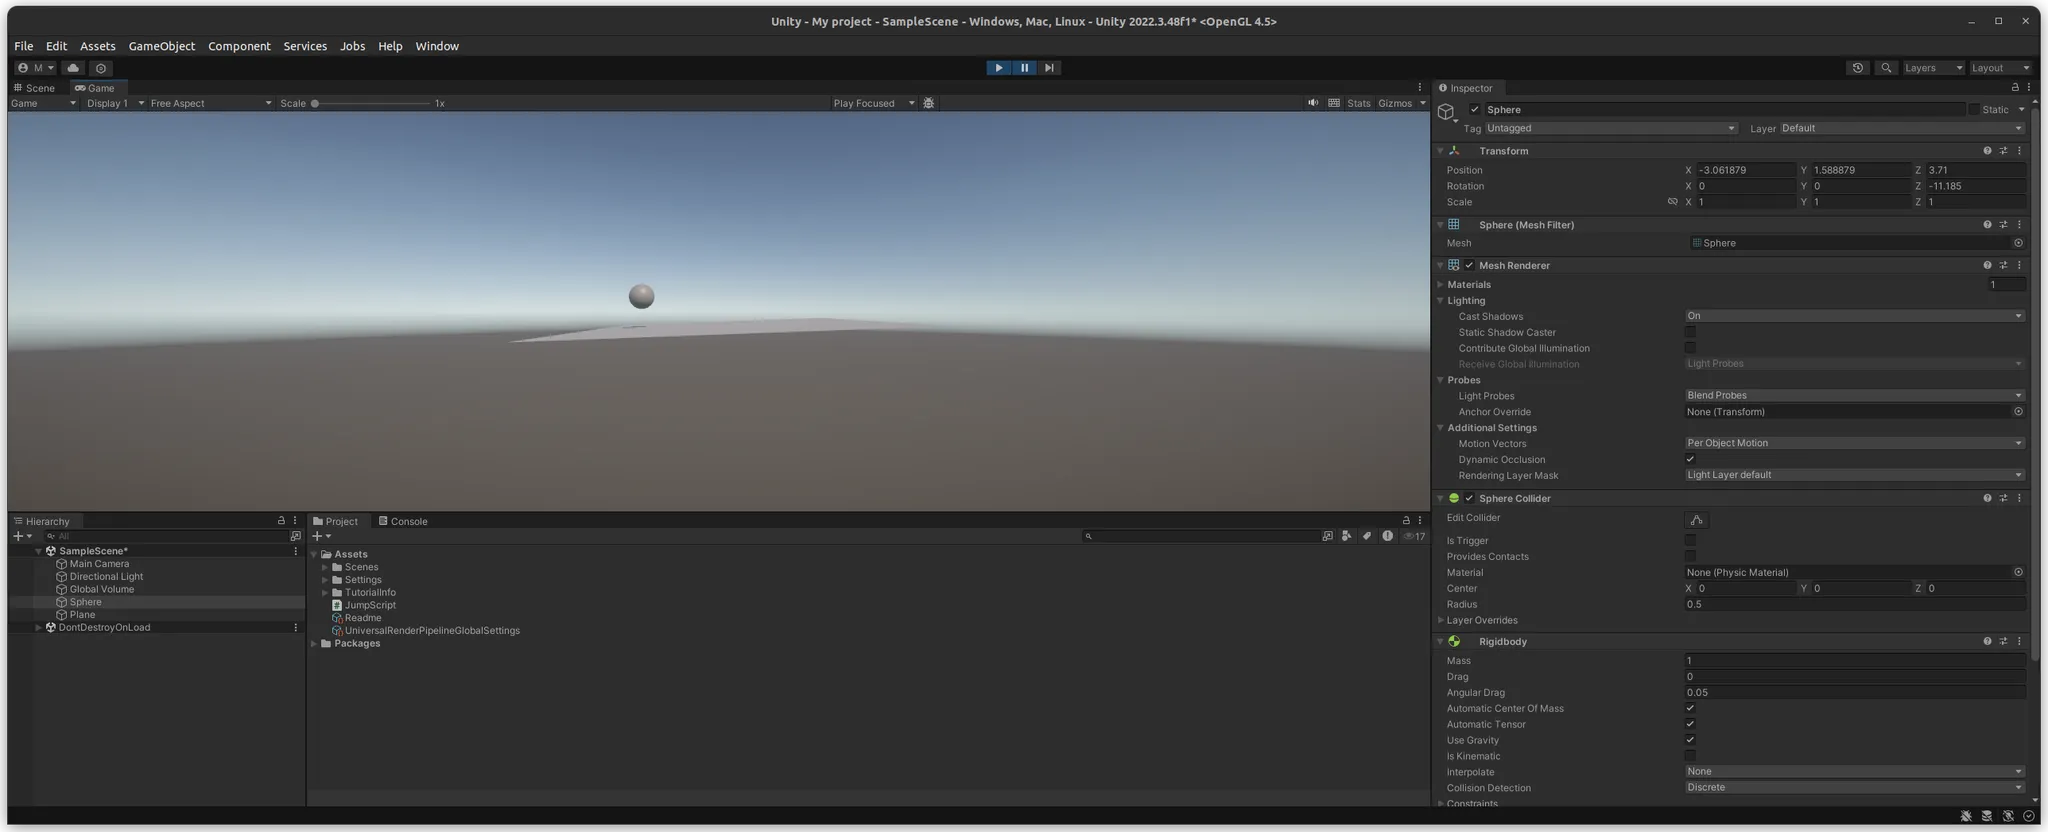 Unity - My project - SampleScene - Windows, Mac, Linux - Unity 2022.3.48f1* <OpenGL 4.5>
File Edit Assets GameObject Component Services Jobs Help Window
M Layers Layout
Scene Game
Game Display 1 Free Aspect Scale 1x Play Focused Stats Gizmos
Hierarchy
All
SampleScene*
Main Camera
Directional Light
Global Volume
Sphere
Plane
DontDestroyOnLoad
Project Console
17
Assets
Scenes
Settings
TutorialInfo
JumpScript
Readme
UniversalRenderPipelineGlobalSettings
Packages
Inspector
Sphere Static
Tag Untagged Layer Default
Transform
Position X -3.061879 Y 1.588879 Z 3.71
Rotation X 0 Y 0 Z -11.185
Scale X 1 Y 1 Z 1
Sphere (Mesh Filter)
Mesh Sphere
Mesh Renderer
Materials 1
Lighting
Cast Shadows On
Static Shadow Caster
Contribute Global Illumination
Receive Global Illumination Light Probes
Probes
Light Probes Blend Probes
Anchor Override None (Transform)
Additional Settings
Motion Vectors Per Object Motion
Dynamic Occlusion
Rendering Layer Mask Light Layer default
Sphere Collider
Edit Collider
Is Trigger
Provides Contacts
Material None (Physic Material)
Center X 0 Y 0 Z 0
Radius 0.5
Layer Overrides
Rigidbody
Mass 1
Drag 0
Angular Drag 0.05
Automatic Center Of Mass
Automatic Tensor
Use Gravity
Is Kinematic
Interpolate None
Collision Detection Discrete
Constraints